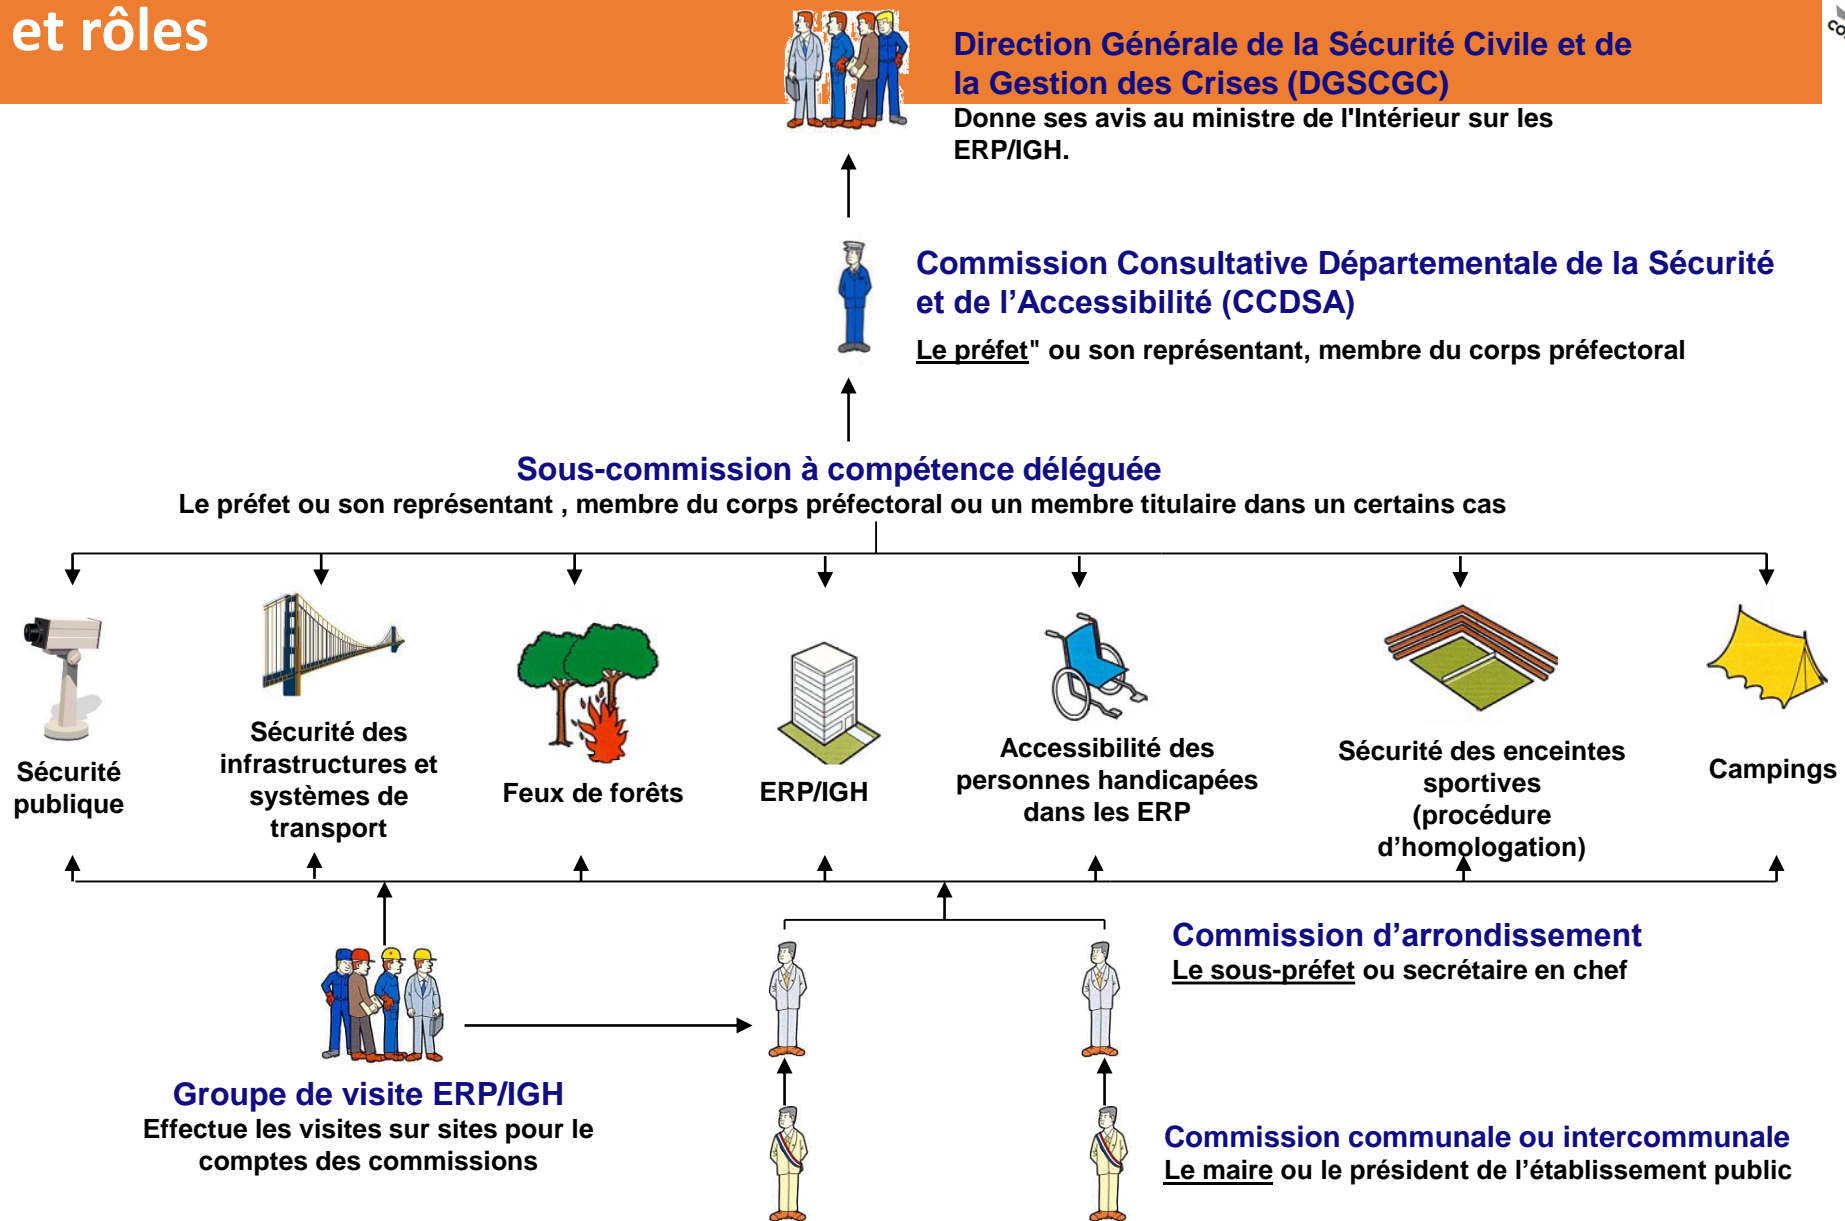 et rôles
Direction Générale de la Sécurité Civile et de
la Gestion des Crises (DGSCGC)
Donne ses avis au ministre de l'Intérieur sur les
ERP/IGH.
Commission Consultative Départementale de la Sécurité
et de l’Accessibilité (CCDSA)
Le préfet" ou son représentant, membre du corps préfectoral
Sous-commission à compétence déléguée
Le préfet ou son représentant , membre du corps préfectoral ou un membre titulaire dans un certains cas
Sécurité
publique
Sécurité des
infrastructures et
systèmes de
transport
Feux de forêts
ERP/IGH
Accessibilité des
personnes handicapées
dans les ERP
Sécurité des enceintes
sportives
(procédure
d’homologation)
Campings
Commission d’arrondissement
Le sous-préfet ou secrétaire en chef
Groupe de visite ERP/IGH
Effectue les visites sur sites pour le
comptes des commissions
Commission communale ou intercommunale
Le maire ou le président de l’établissement public